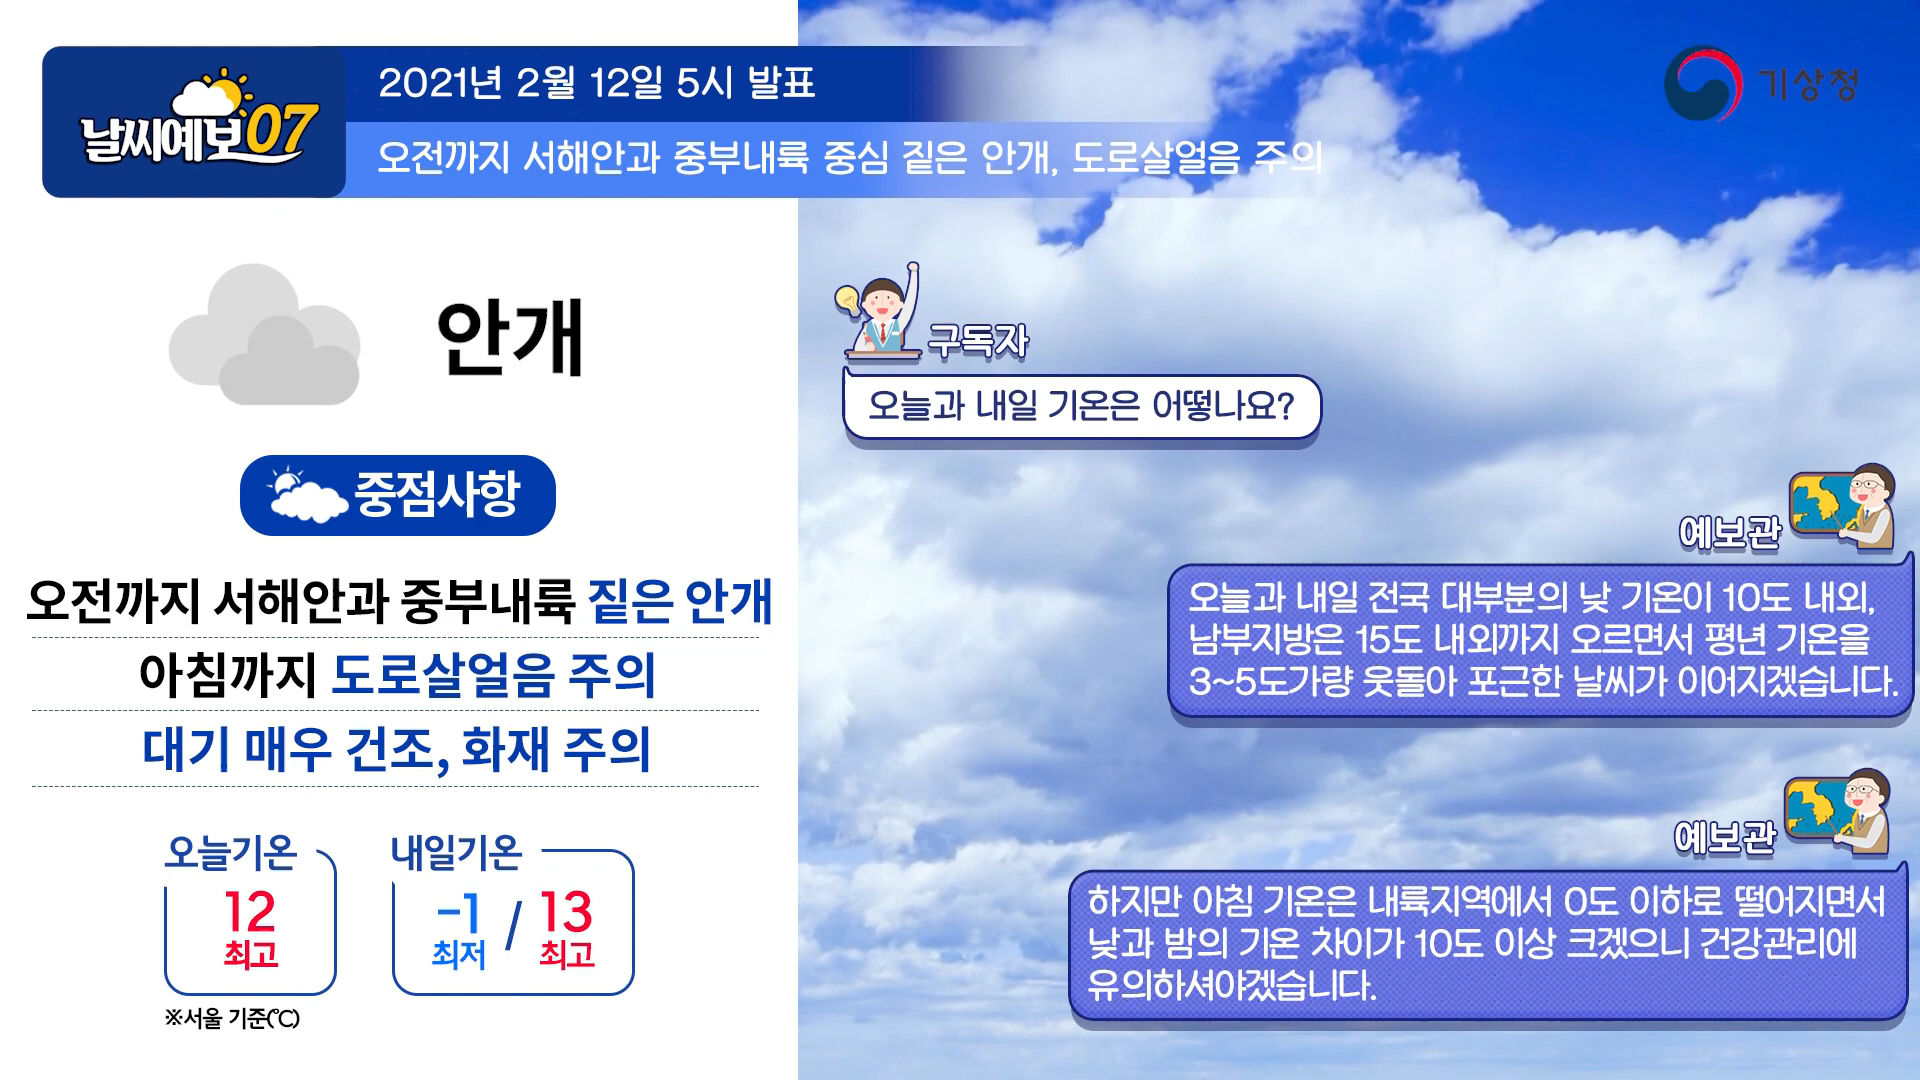 날씨예보07
2021년 2월 12일 5시 발표
오전까지 서해안과 중부내륙 중심 짙은 안개, 도로살얼음 주의
기상청
안개
중점사항
오전까지 서해안과 중부내륙 짙은 안개
아침까지 도로살얼음 주의
대기 매우 건조, 화재 주의
오늘기온
12
최고
내일기온
-1 / 13
최저 최고
※서울 기준(℃)
구독자
오늘과 내일 기온은 어떻나요?
예보관
오늘과 내일 전국 대부분의 낮 기온이 10도 내외,
남부지방은 15도 내외까지 오르면서 평년 기온을
3~5도가량 웃돌아 포근한 날씨가 이어지겠습니다.
예보관
하지만 아침 기온은 내륙지역에서 0도 이하로 떨어지면서
낮과 밤의 기온 차이가 10도 이상 크겠으니 건강관리에
유의하셔야겠습니다.